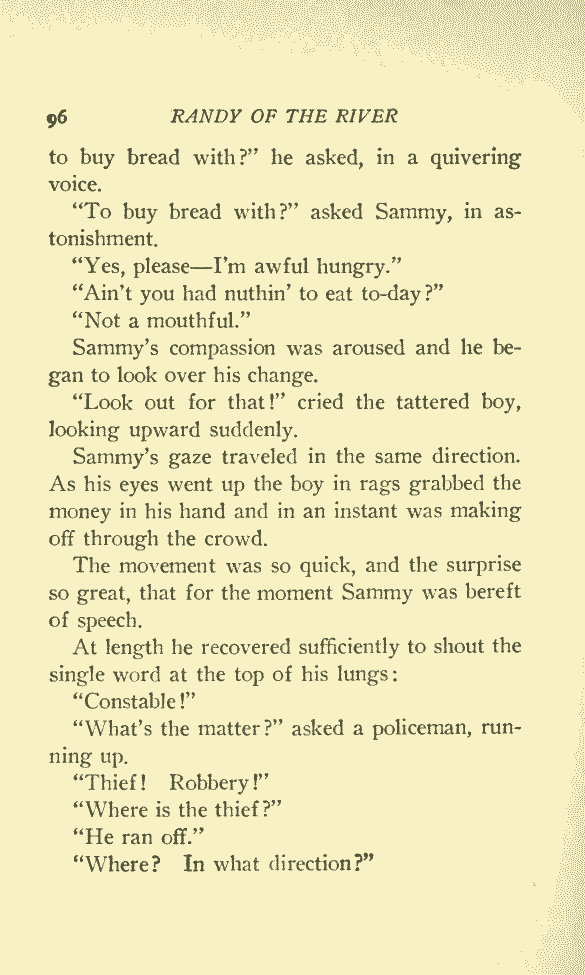 96 RANDY OF THE RIVER
to buy bread with?" he asked, in a quivering
voice.
"To buy bread with?" asked Sammy, in as-
tonishment.
"Yes, please—I'm awful hungry."
"Ain't you had nuthin' to eat to-day?"
"Not a mouthful."
Sammy's compassion was aroused and he be-
gan to look over his change.
"Look out for that!" cried the tattered boy,
looking upward suddenly.
Sammy's gaze traveled in the same direction.
As his eyes went up the boy in rags grabbed the
money in his hand and in an instant was making
off through the crowd.
The movement was so quick, and the surprise
so great, that for the moment Sammy was bereft
of speech.
At length he recovered sufficiently to shout the
single word at the top of his lungs:
"Constable!"
"What's the matter?" asked a policeman, run-
ning up.
"Thief! Robbery!"
"Where is the thief?"
"He ran off."
"Where? In what direction?"